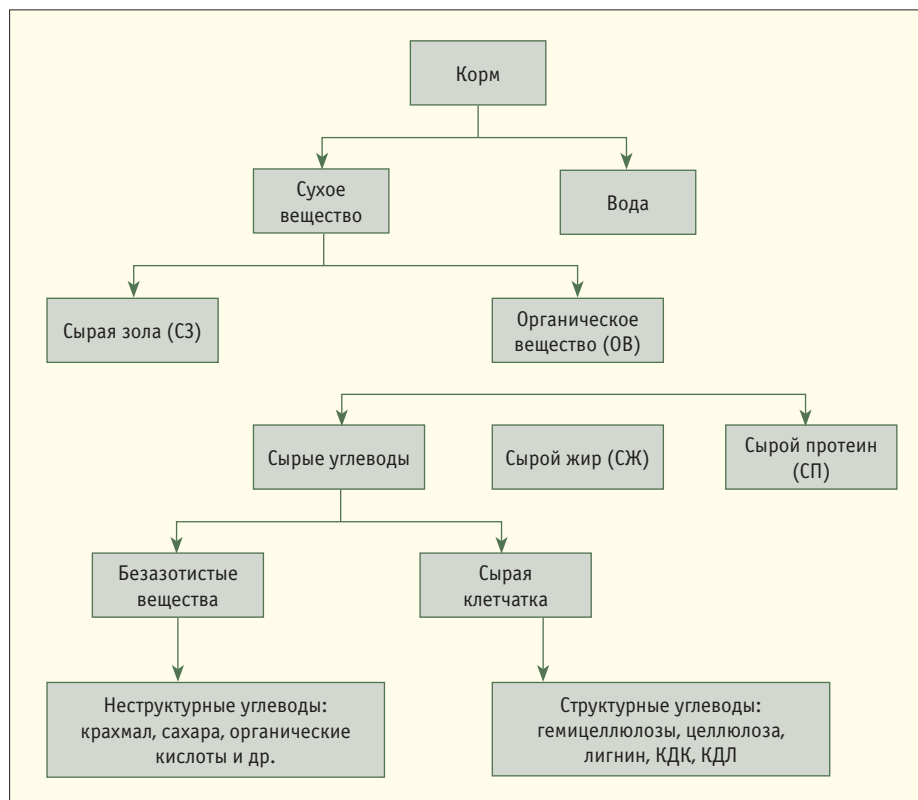 Корм
Сухое
вещество
Вода
Сырая зола (СЗ)
Органическое
вещество (ОВ)
Сырые углеводы
Сырой жир (СЖ)
Сырой протеин
(СП)
Безазотистые
вещества
Сырая
клетчатка
Неструктурные углеводы:
крахмал, сахара, органические
кислоты и др.
Структурные углеводы:
гемицеллюлозы, целлюлоза,
лигнин, КДК, КДЛ